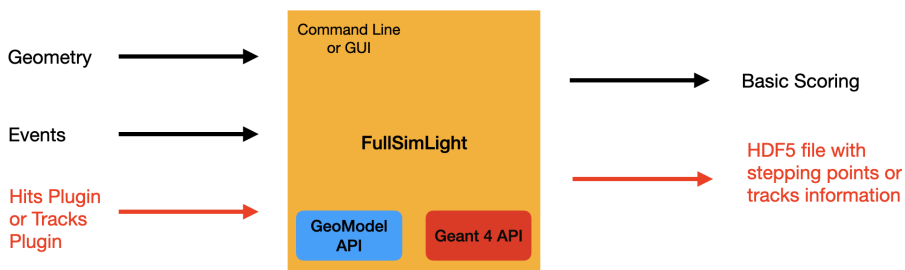 Geometry
Events
Hits Plugin
or Tracks
Plugin
Command Line
or GUI
FullSimLight
GeoModel
API
Geant 4 API
Basic Scoring
HDF5 file with
stepping points or
tracks information